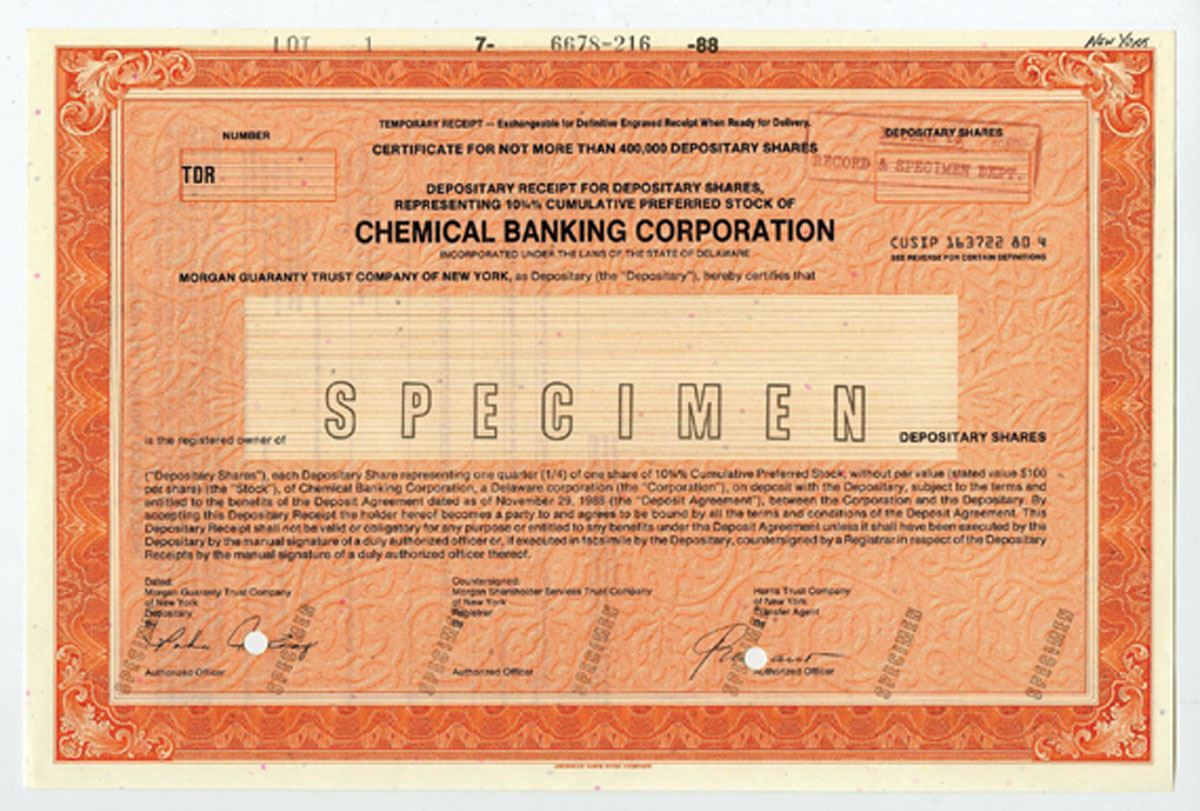 LOT 1 7- 6678-216 -88
NEW YORK
TEMPORARY RECEIPT — Exchangeable for Definitive Engraved Receipt When Ready for Delivery.
NUMBER
DEPOSITARY SHARES
CERTIFICATE FOR NOT MORE THAN 400,000 DEPOSITARY SHARES
RECORD & SPECIMEN DEPT.
TDR
DEPOSITARY RECEIPT FOR DEPOSITARY SHARES,
REPRESENTING 10¾% CUMULATIVE PREFERRED STOCK OF
CHEMICAL BANKING CORPORATION
INCORPORATED UNDER THE LAWS OF THE STATE OF DELAWARE
CUSIP 163722 80 4
SEE REVERSE FOR CERTAIN DEFINITIONS
MORGAN GUARANTY TRUST COMPANY OF NEW YORK, as Depositary (the "Depositary"), hereby certifies that
SPECIMEN
is the registered owner of
DEPOSITARY SHARES
("Depositary Shares"), each Depositary Share representing one quarter (1/4) of one share of 10¾% Cumulative Preferred Stock, without par value (stated value $100
per share) (the "Stock"), of Chemical Banking Corporation, a Delaware corporation (the "Corporation"), on deposit with the Depositary, subject to the terms and
entitled to the benefits of the Deposit Agreement dated as of November 29, 1988 (the "Deposit Agreement"), between the Corporation and the Depositary. By
accepting this Depositary Receipt the holder hereof becomes a party to and agrees to be bound by all the terms and conditions of the Deposit Agreement. This
Depositary Receipt shall not be valid or obligatory for any purpose or entitled to any benefits under the Deposit Agreement unless it shall have been executed by the
Depositary by the manual signature of a duly authorized officer or, if executed in facsimile by the Depositary, countersigned by a Registrar in respect of the Depositary
Receipts by the manual signature of a duly authorized officer thereof.
Dated:
Morgan Guaranty Trust Company
of New York
Depositary
Authorized Officer
Countersigned:
Morgan Shareholder Services Trust Company
of New York
Registrar
Authorized Officer
Harris Trust Company
of New York
Transfer Agent
Authorized Officer
SPECIMEN
SPECIMEN
SPECIMEN
SPECIMEN
SPECIMEN
SPECIMEN
SPECIMEN
AMERICAN BANK NOTE COMPANY